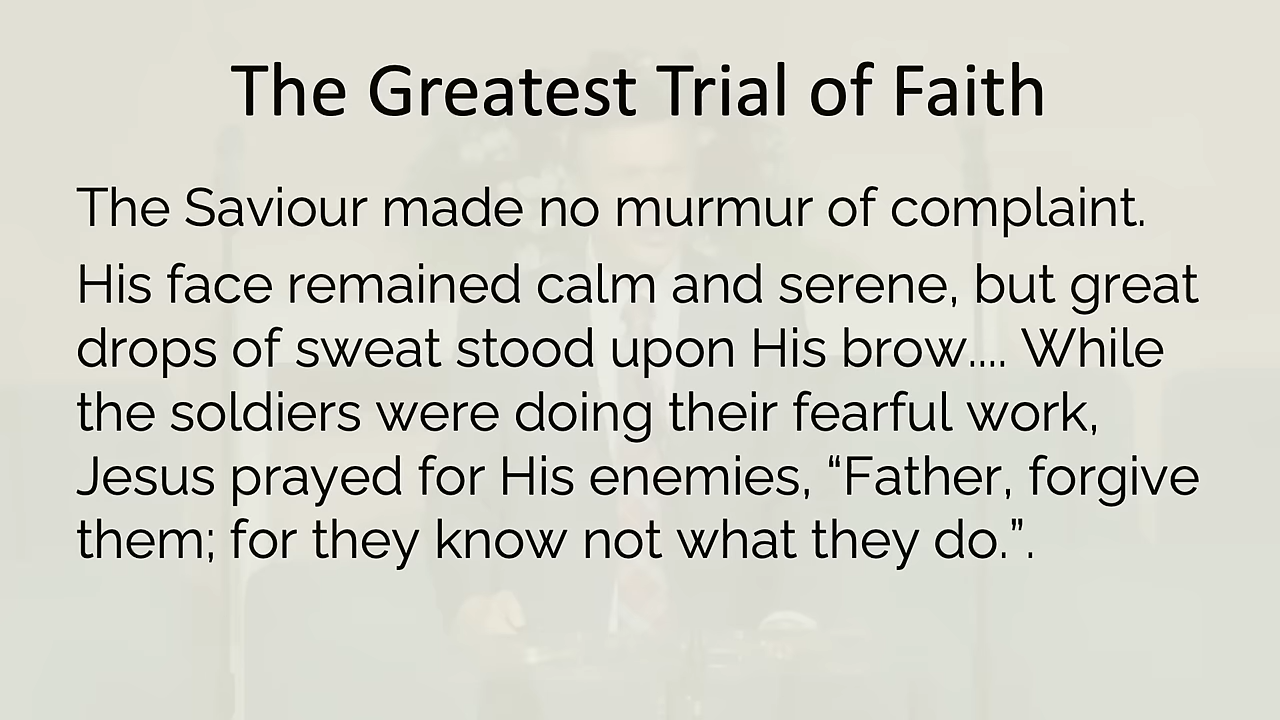 The Greatest Trial of Faith
The Saviour made no murmur of complaint.
His face remained calm and serene, but great
drops of sweat stood upon His brow.... While
the soldiers were doing their fearful work,
Jesus prayed for His enemies, “Father, forgive
them; for they know not what they do.”.